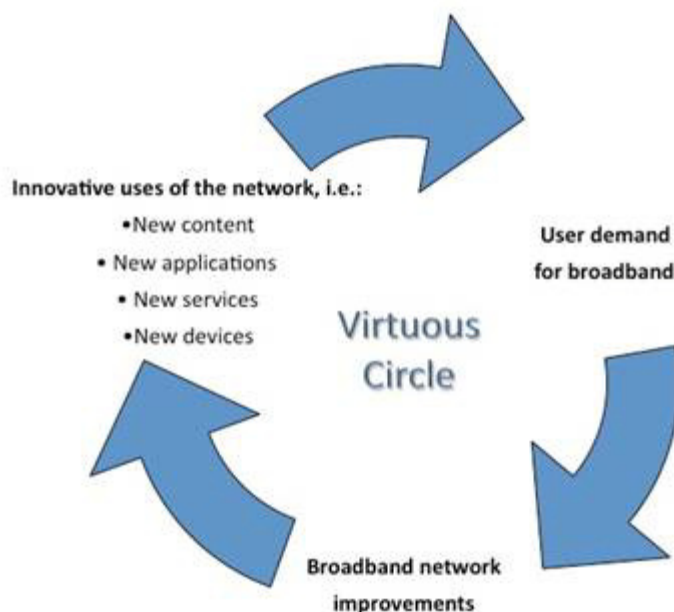 Innovative uses of the network, i.e.:
•New content
• New applications
• New services
•New devices
User demand
for broadband
Virtuous
Circle
Broadband network
improvements